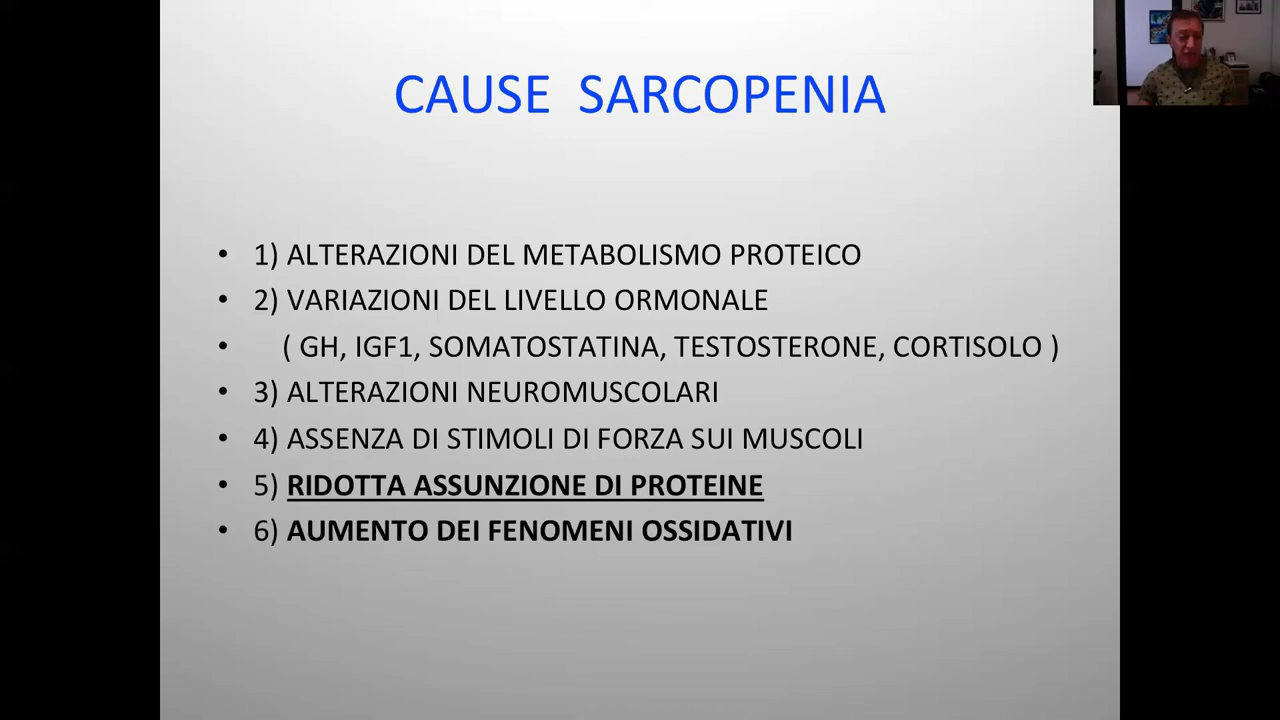 CAUSE SARCOPENIA
• 1) ALTERAZIONI DEL METABOLISMO PROTEICO
• 2) VARIAZIONI DEL LIVELLO ORMONALE
• ( GH, IGF1, SOMATOSTATINA, TESTOSTERONE, CORTISOLO )
• 3) ALTERAZIONI NEUROMUSCOLARI
• 4) ASSENZA DI STIMOLI DI FORZA SUI MUSCOLI
• 5) RIDOTTA ASSUNZIONE DI PROTEINE
• 6) AUMENTO DEI FENOMENI OSSIDATIVI